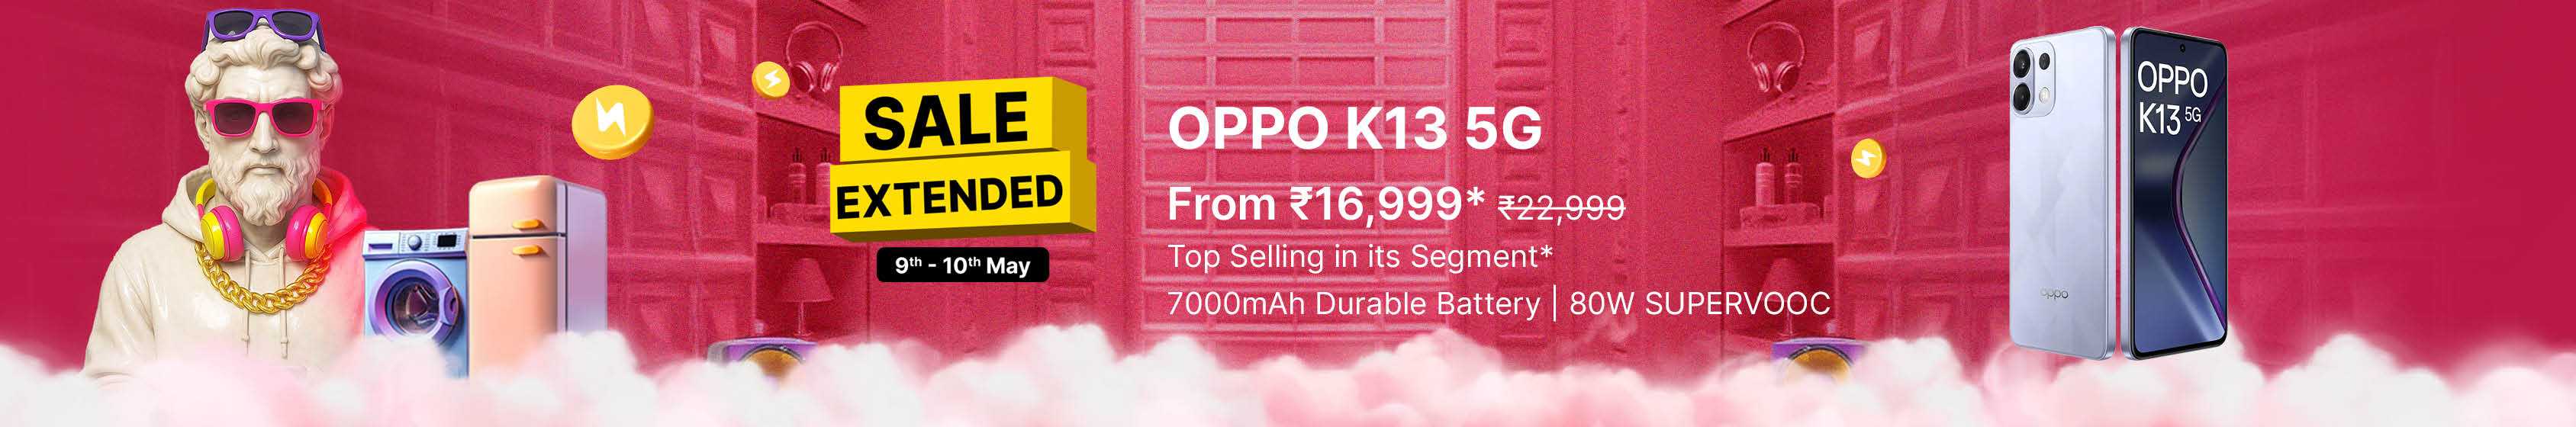 SALE
EXTENDED
9th - 10th May
OPPO K13 5G
From ₹16,999* ₹22,999
Top Selling in its Segment*
7000mAh Durable Battery | 80W SUPERVOOC
oppo
OPPO
K13 5G